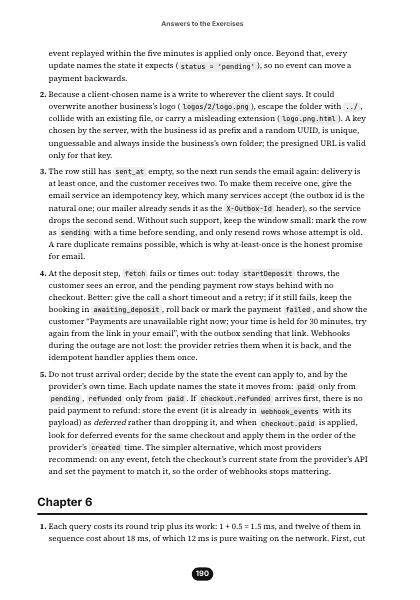 Answers to the Exercises
event replayed within the five minutes is applied only once. Beyond that, every
update names the state it expects ( status = 'pending' ), so no event can move a
payment backwards.
2. Because a client-chosen name is a write to wherever the client says. It could
overwrite another business's logo ( logos/2/logo.png ), escape the folder with ../ ,
collide with an existing file, or carry a misleading extension ( logo.png.html ). A key
chosen by the server, with the business id as prefix and a random UUID, is unique,
unguessable and always inside the business's own folder; the presigned URL is valid
only for that key.
3. The row still has sent_at empty, so the next run sends the email again: delivery is
at least once, and the customer receives two. To make them receive one, give the
email service an idempotency key, which many services accept (the outbox id is the
natural one; our mailer already sends it as the X-Outbox-Id header), so the service
drops the second send. Without such support, keep the window small: mark the row
as sending with a time before sending, and only resend rows whose attempt is old.
A rare duplicate remains possible, which is why at-least-once is the honest promise
for email.
4. At the deposit step, fetch fails or times out: today startDeposit throws, the
customer sees an error, and the pending payment row stays behind with no
checkout. Better: give the call a short timeout and a retry; if it still fails, keep the
booking in awaiting_deposit , roll back or mark the payment failed , and show the
customer "Payments are unavailable right now; your time is held for 30 minutes, try
again from the link in your email", with the outbox sending that link. Webhooks
during the outage are not lost: the provider retries them when it is back, and the
idempotent handler applies them once.
5. Do not trust arrival order; decide by the state the event can apply to, and by the
provider's own time. Each update names the state it moves from: paid only from
pending , refunded only from paid . If checkout.refunded arrives first, there is no
paid payment to refund: store the event (it is already in webhook_events with its
payload) as deferred rather than dropping it, and when checkout.paid is applied,
look for deferred events for the same checkout and apply them in the order of the
provider's created time. The simpler alternative, which most providers
recommend: on any event, fetch the checkout's current state from the provider's API
and set the payment to match it, so the order of webhooks stops mattering.
Chapter 6
1. Each query costs its round trip plus its work: 1 + 0.5 = 1.5 ms, and twelve of them in
sequence cost about 18 ms, of which 12 ms is pure waiting on the network. First, cut
190